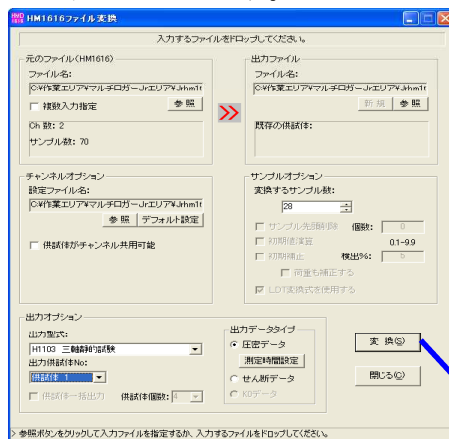 HM1616ファイル変換
入力するファイルをドロップしてください。
元のファイル(HM1616)
ファイル名:
C:¥作業エリア¥マルチロガーJrエリア¥Jrhm1
複数入力指定
参照
Ch 数: 2
サンプル数: 70
出力ファイル
ファイル名:
C:¥作業エリア¥マルチロガーJrエリア¥Jrhm1
新規
参照
既存の供試体:
チャンネルオプション
設定ファイル名:
C:¥作業エリア¥マルチロガーJrエリア¥Jrhm1
参照
デフォルト設定
供試体がチャンネル共用可能
サンプルオプション
変換するサンプル数:
28
サンプル先頭削除 個数: 0
初期値演算 0.1-9.9
初期補止 検出%: 5
荷重も補正する
LDT変換式を使用する
出力オプション
出力型式:
H1103 三軸静的試験
出力供試体No:
供試体 1
供試体一括出力 供試体個数: 4
出力データタイプ
圧密データ
測定時間設定
せん断データ
K0データ
変 換(S)
閉じる(C)
> 参照ボタンをクリックして入力ファイルを指定するか、入力するファイルをドロップしてください。